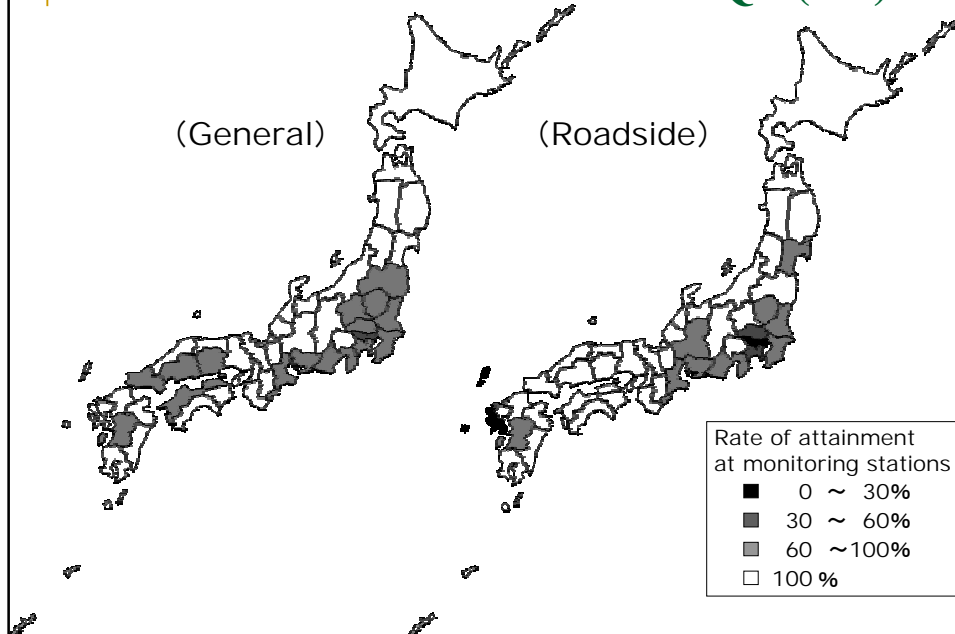 (General)
(Roadside)
Rate of attainment
at monitoring stations
0 ~ 30%
30 ~ 60%
60 ~100%
100 %